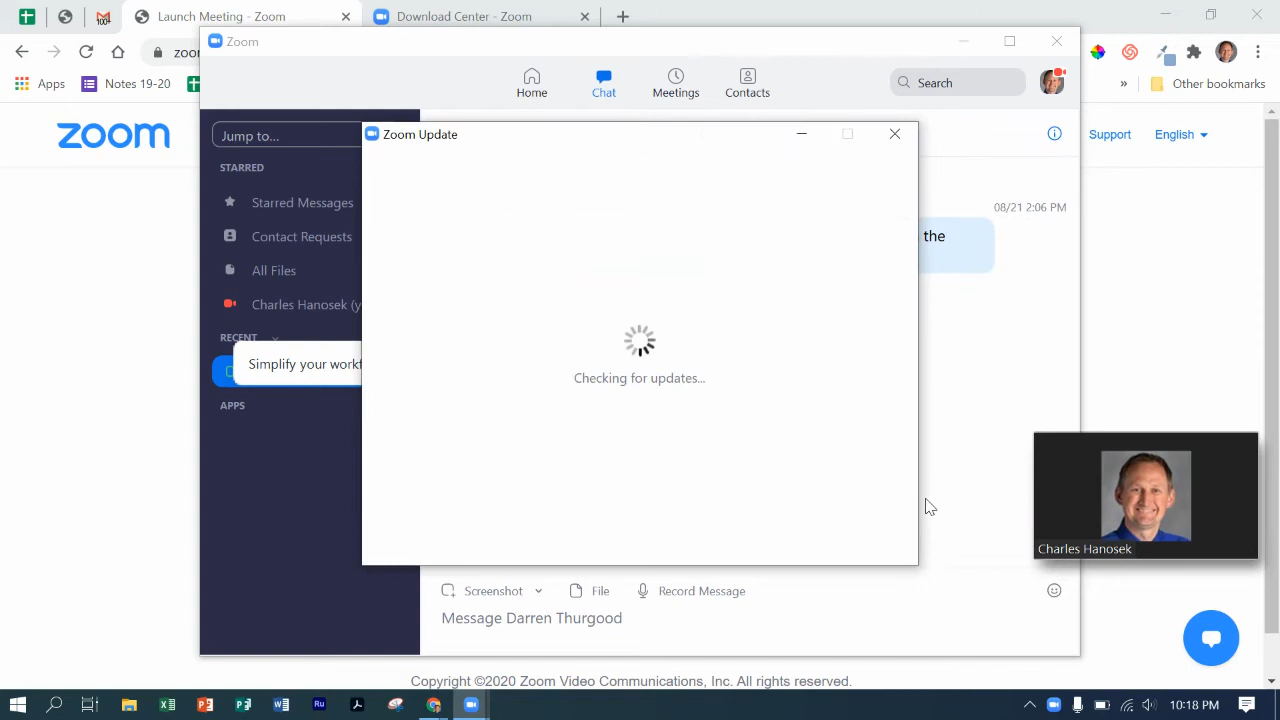 Launch Meeting - Zoom
Download Center - Zoom
zoom
Apps
Notes 19-20
Other bookmarks
Zoom
Home
Chat
Meetings
Contacts
Search
zoom
Support
English
Jump to...
Zoom Update
STARRED
Starred Messages
Contact Requests
All Files
Charles Hanosek (y
08/21 2:06 PM
the
RECENT
Simplify your workf
APPS
Checking for updates...
Charles Hanosek
Screenshot
File
Record Message
Message Darren Thurgood
Copyright ©2020 Zoom Video Communications, Inc. All rights reserved.
10:18 PM